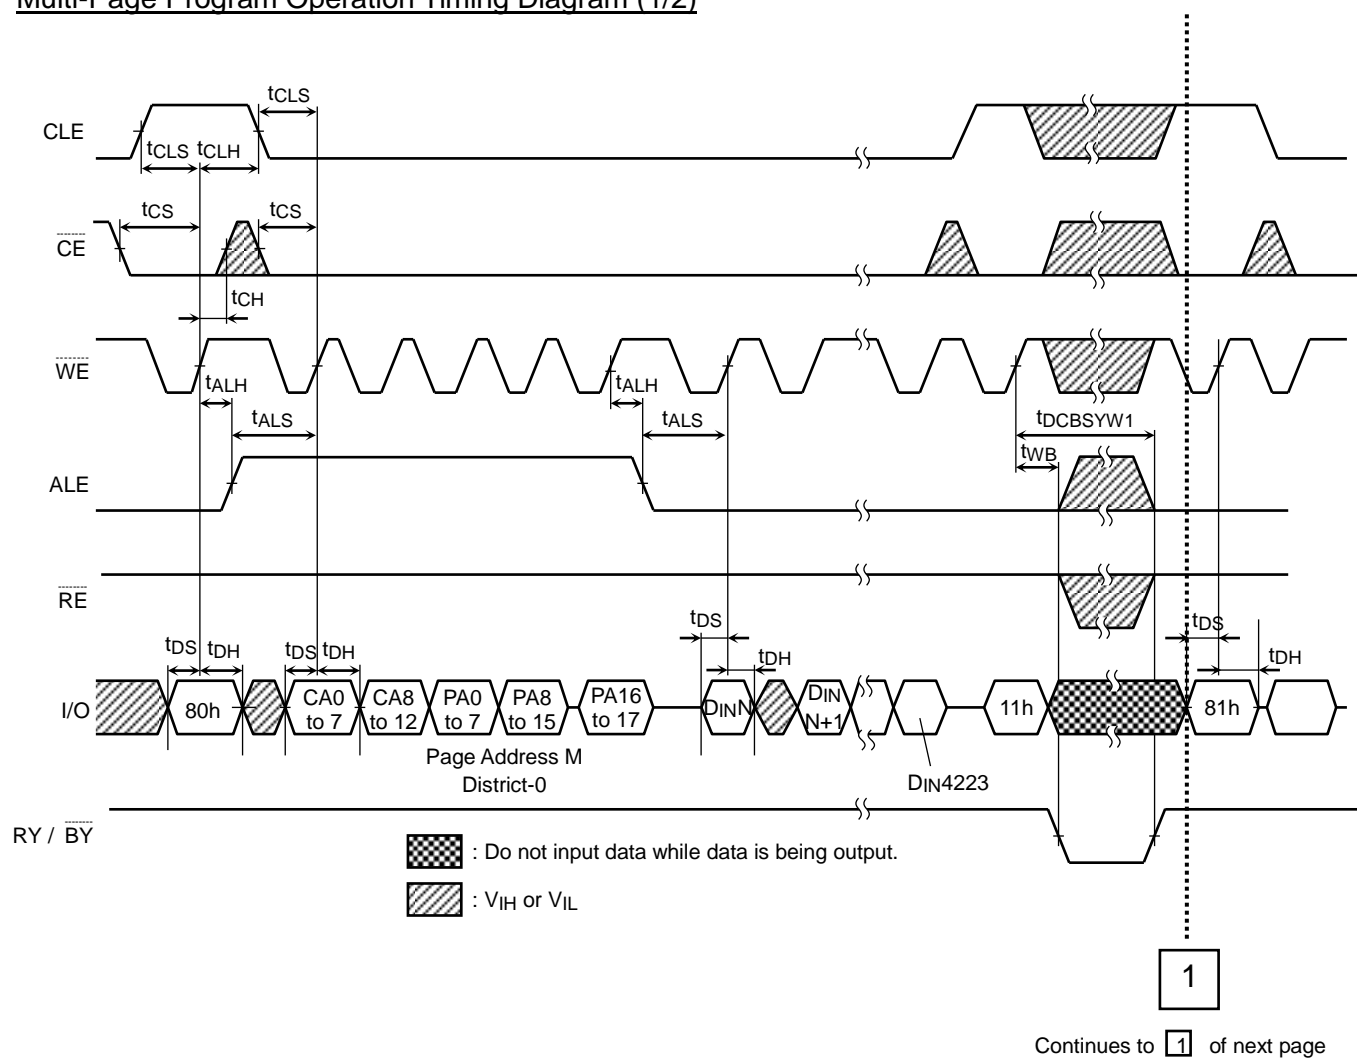 Multi-Page Program Operation Timing Diagram (1/2)
tCLS
CLE
tCLS tCLH
tCS tCS
CE
tCH
WE
tALH tALH
tALS tALS
tDCBSYW1
tWB
ALE
RE
tDS tDH tDS tDH tDS tDH tDS tDH
I/O
80h
CA0 to 7
CA8 to 12
PA0 to 7
PA8 to 15
PA16 to 17
DINN
DIN N+1
11h
81h
Page Address M
District-0
DIN4223
RY / BY
: Do not input data while data is being output.
: VIH or VIL
1
Continues to 1 of next page